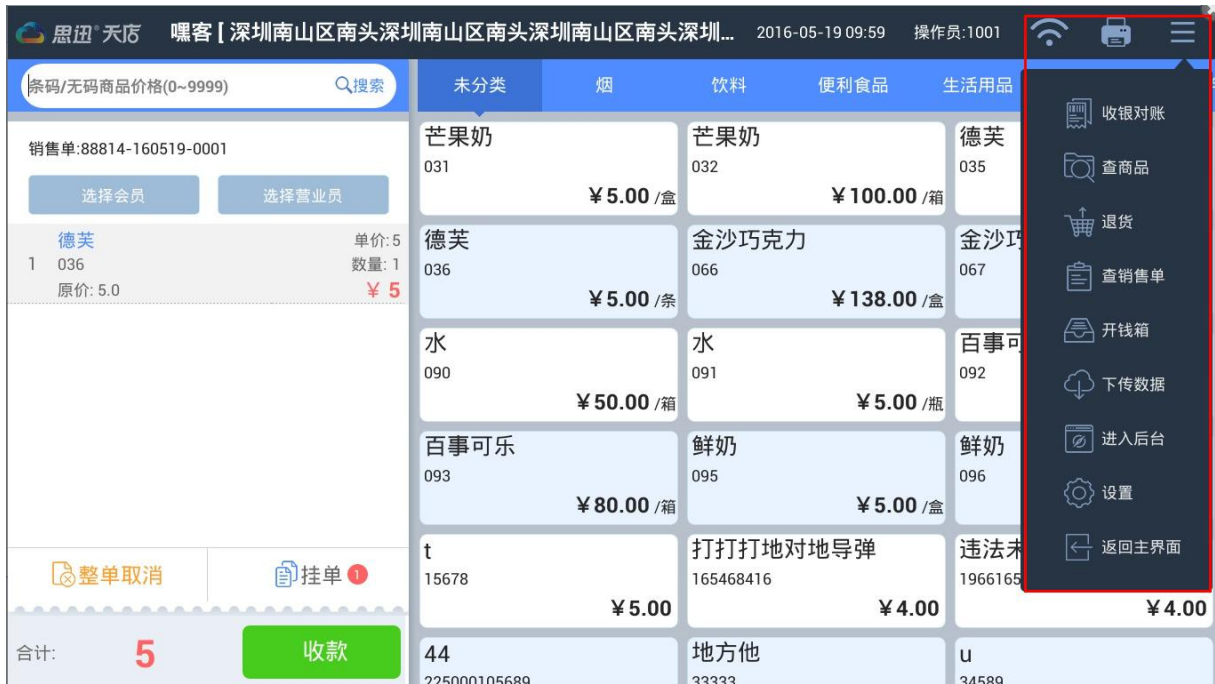 思迅®天店
嘿客 [ 深圳南山区南头深圳南山区南头深圳南山区南头深圳...
2016-05-19 09:59
操作员:1001
条码/无码商品价格(0~9999)
搜索
未分类
烟
饮料
便利食品
生活用品
销售单:88814-160519-0001
选择会员
选择营业员
1
德芙
036
原价: 5.0
单价:5
数量: 1
¥ 5
整单取消
挂单 1
合计: 5
收款
芒果奶
031
¥5.00 /盒
芒果奶
032
¥100.00 /箱
德芙
035
德芙
036
¥5.00 /条
金沙巧克力
066
¥138.00 /盒
金沙巧
067
水
090
¥50.00 /箱
水
091
¥5.00 /瓶
百事可
092
百事可乐
093
¥80.00 /箱
鲜奶
095
¥5.00 /盒
鲜奶
096
t
15678
¥5.00
打打打地对地导弹
165468416
¥4.00
违法未
1966165
¥4.00
44
225000105689
地方他
33333
u
34589
收银对账
查商品
退货
查销售单
开钱箱
下传数据
进入后台
设置
返回主界面